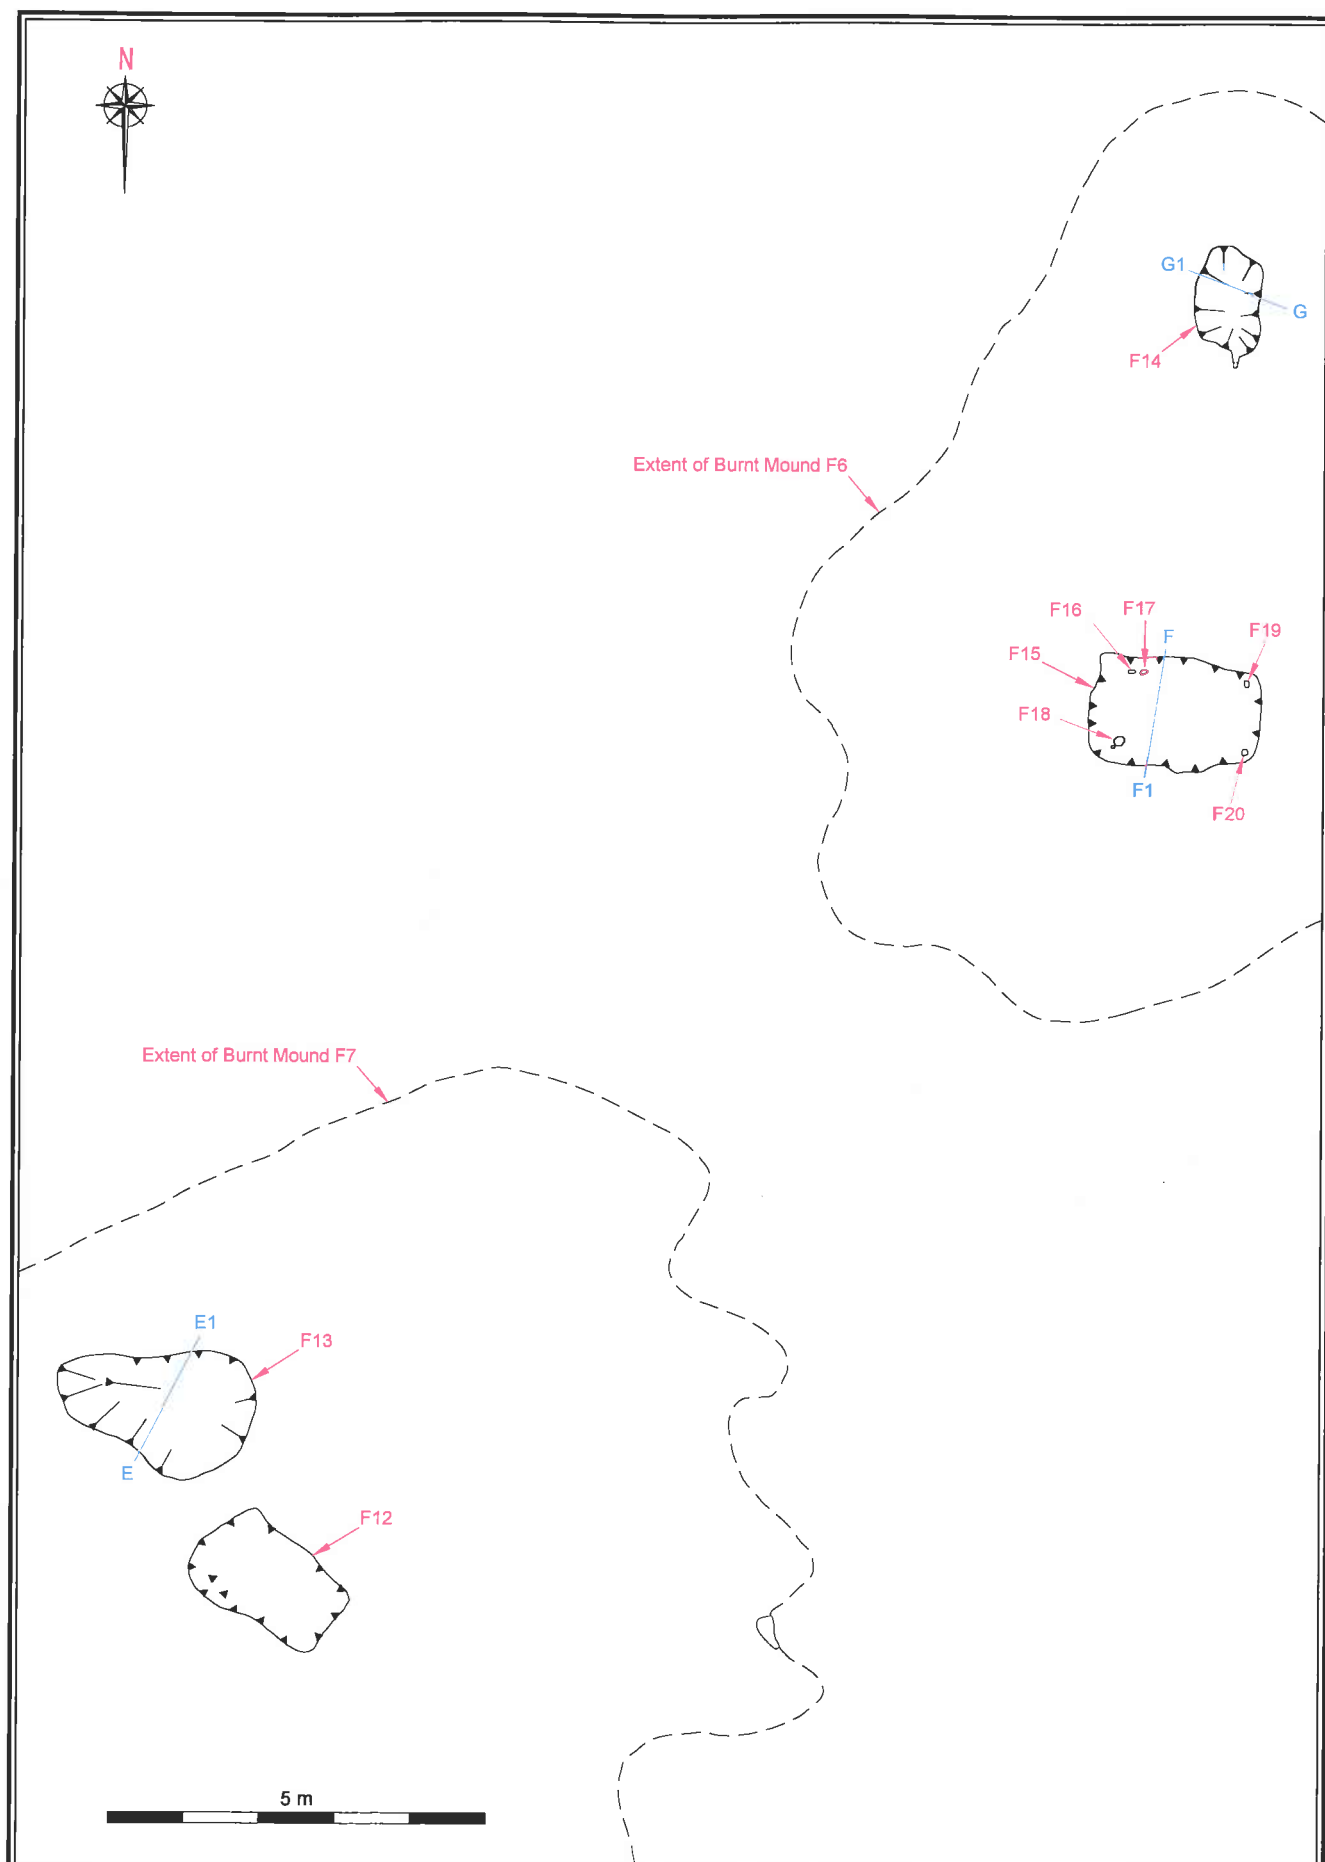 N
G1
G
F14
Extent of Burnt Mound F6
F16
F17
F
F19
F15
F18
F1
F20
Extent of Burnt Mound F7
E1
F13
E
F12
5 m